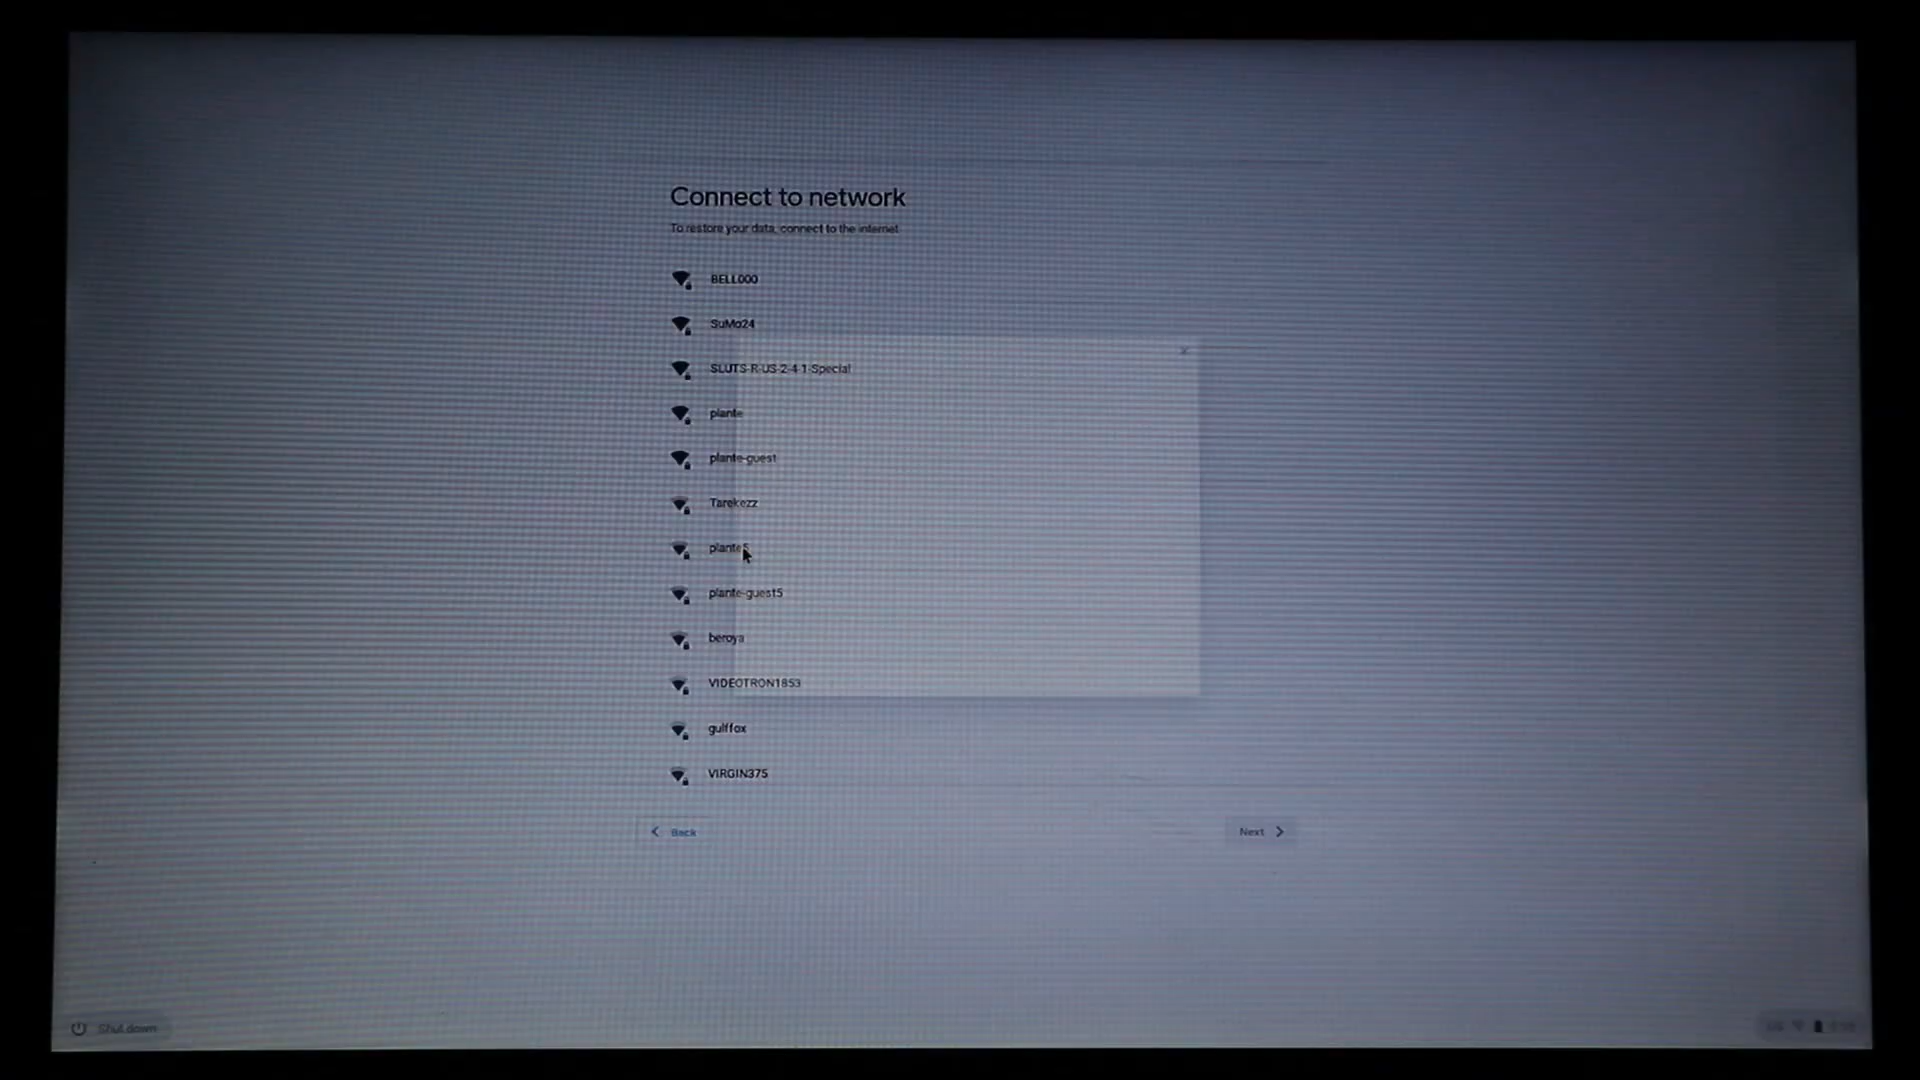 Connect to network
To restore your data, connect to the internet
BELL000
SuMo24
SLUTS-R-US-2-4-1-Special
plante
plante-guest
Tarekezz
plante5
plante-guest5
beroya
VIDEOTRON1853
gulffox
VIRGIN375
Back
Next
Shut down